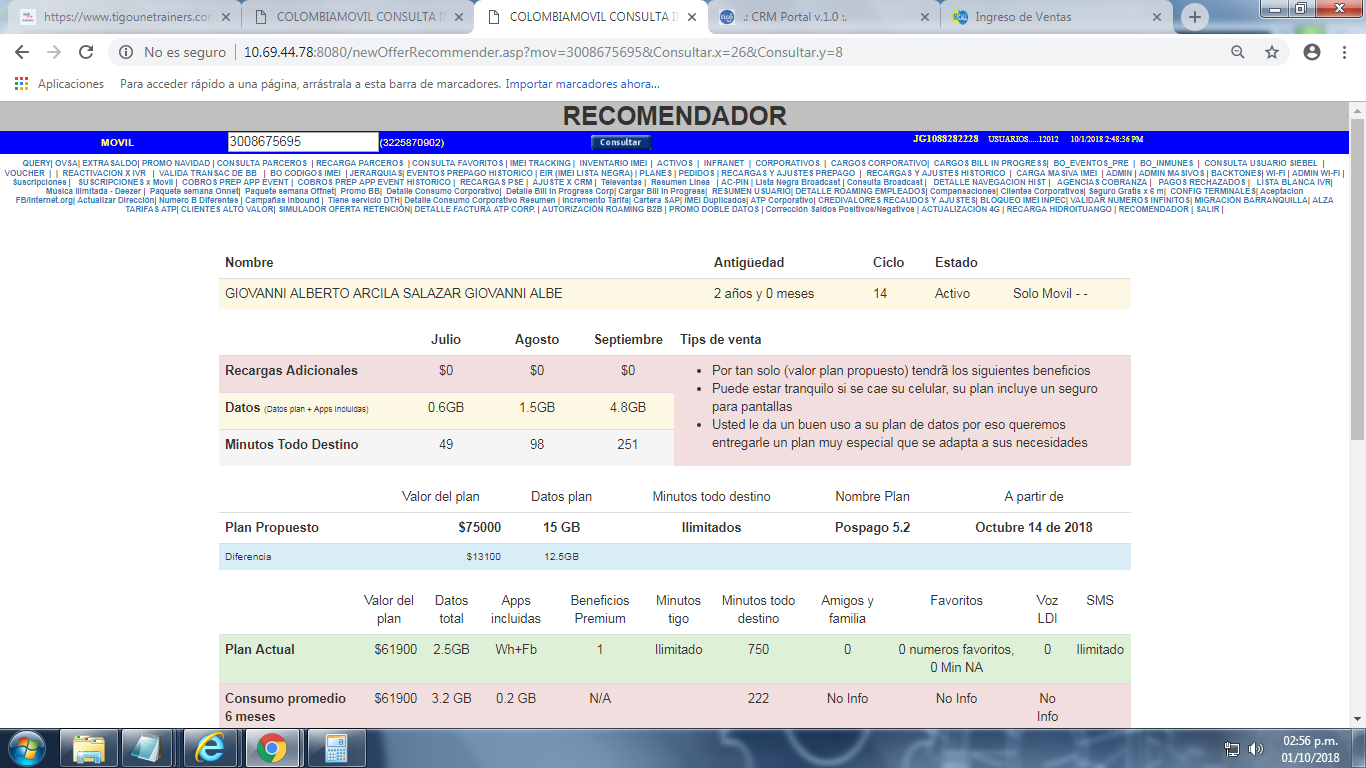 https://www.tigounetrainers.con
COLOMBIAMOVIL CONSULTA I
COLOMBIAMOVIL CONSULTA I
.: CRM Portal v.1.0 :.
Ingreso de Ventas
No es seguro | 10.69.44.78:8080/newOfferRecommender.asp?mov=3008675695&Consultar.x=26&Consultar.y=8
Aplicaciones Para acceder rápido a una página, arrástrala a esta barra de marcadores. Importar marcadores ahora...
RECOMENDADOR
MOVIL 3008675695 (3225870902) Consultar JG1088282228 USUARIOS.....12012 10/1/2018 2:48:36 PM
QUERY| OVSA| EXTRASALDO| PROMO NAVIDAD | CONSULTA PARCEROS | RECARGA PARCEROS | CONSULTA FAVORITOS | IMEI TRACKING | INVENTARIO IMEI | ACTIVOS | INFRANET | CORPORATIVOS | CARGOS CORPORATIVO| CARGOS BILL IN PROGRESS| BO_EVENTOS_PRE | BO_INMUNES | CONSULTA USUARIO SIEBEL |
VOUCHER | | REACTIVACION X IVR | VALIDA TRANSAC DE BB | BO CODIGOS IMEI | JERARQUIAS| EVENTOS PREPAGO HISTORICO | EIR (IMEI LISTA NEGRA) | PLANES | PEDIDOS | RECARGAS Y AJUSTES PREPAGO | RECARGAS Y AJUSTES HISTORICO | CARGA MASIVA IMEI | ADMIN | ADMIN MASIVOS | BACKTONES| WI-FI | ADMIN WI-FI |
Suscripciones | SUSCRIPCIONES x Movil | COBROS PREP APP EVENT | COBROS PREP APP EVENT HISTORICO | RECARGAS PSE | AJUSTE X CRM | Televentas | Resumen Linea | AC-PIN | Lista Negra Broadcast | Consulta Broadcast | DETALLE NAVEGACION HIST | AGENCIAS COBRANZA | PAGOS RECHAZADOS | LISTA BLANCA IVR|
Musica Ilimitada - Deezer | Paquete semana Onnet| Paquete semana Offnet| Promo BB| Detalle Consumo Corporativo| Detalle Bill In Progress Corp| Cargar Bill In Progress| RESUMEN USUARIO| DETALLE ROAMING EMPLEADOS| Compensaciones| Clientes Corporativos| Seguro Gratis x 6 m| CONFIG TERMINALES| Aceptacion
FB/Internet.org| Actualizar Dirección| Numero B Diferentes | Campañas Inbound | Tiene servicio DTH| Detalle Consumo Corporativo Resumen | Incremento Tarifa| Cartera SAP| IMEI Duplicados| ATP Corporativo| CREDIVALORES RECAUDOS Y AJUSTES| BLOQUEO IMEI INPEC| VALIDAR NUMEROS INFINITOS| MIGRACIÓN BARRANQUILLA| ALZA
TARIFAS ATP| CLIENTES ALTO VALOR| SIMULADOR OFERTA RETENCIÓN| DETALLE FACTURA ATP CORP. | AUTORIZACIÓN ROAMING B2B | PROMO DOBLE DATOS | Corrección Saldos Positivos/Negativos | ACTUALIZACIÓN 4G | RECARGA HIDROITUANGO | RECOMENDADOR | SALIR |
Nombre Antigüedad Ciclo Estado
GIOVANNI ALBERTO ARCILA SALAZAR GIOVANNI ALBE 2 años y 0 meses 14 Activo Solo Movil - -
Julio Agosto Septiembre Tips de venta
Recargas Adicionales $0 $0 $0
Datos (Datos plan + Apps incluidas) 0.6GB 1.5GB 4.8GB
Minutos Todo Destino 49 98 251
• Por tan solo (valor plan propuesto) tendrã los siguientes beneficios
• Puede estar tranquilo si se cae su celular, su plan incluye un seguro
para pantallas
• Usted le da un buen uso a su plan de datos por eso queremos
entregarle un plan muy especial que se adapta a sus necesidades
Valor del plan Datos plan Minutos todo destino Nombre Plan A partir de
Plan Propuesto $75000 15 GB Ilimitados Pospago 5.2 Octubre 14 de 2018
Diferencia $13100 12.5GB
Valor del plan Datos total Apps incluidas Beneficios Premium Minutos tigo Minutos todo destino Amigos y familia Favoritos Voz LDI SMS
Plan Actual $61900 2.5GB Wh+Fb 1 Ilimitado 750 0 0 numeros favoritos, 0 Min NA 0 Ilimitado
Consumo promedio 6 meses $61900 3.2 GB 0.2 GB N/A 222 No Info No Info No Info
02:56 p.m.
01/10/2018